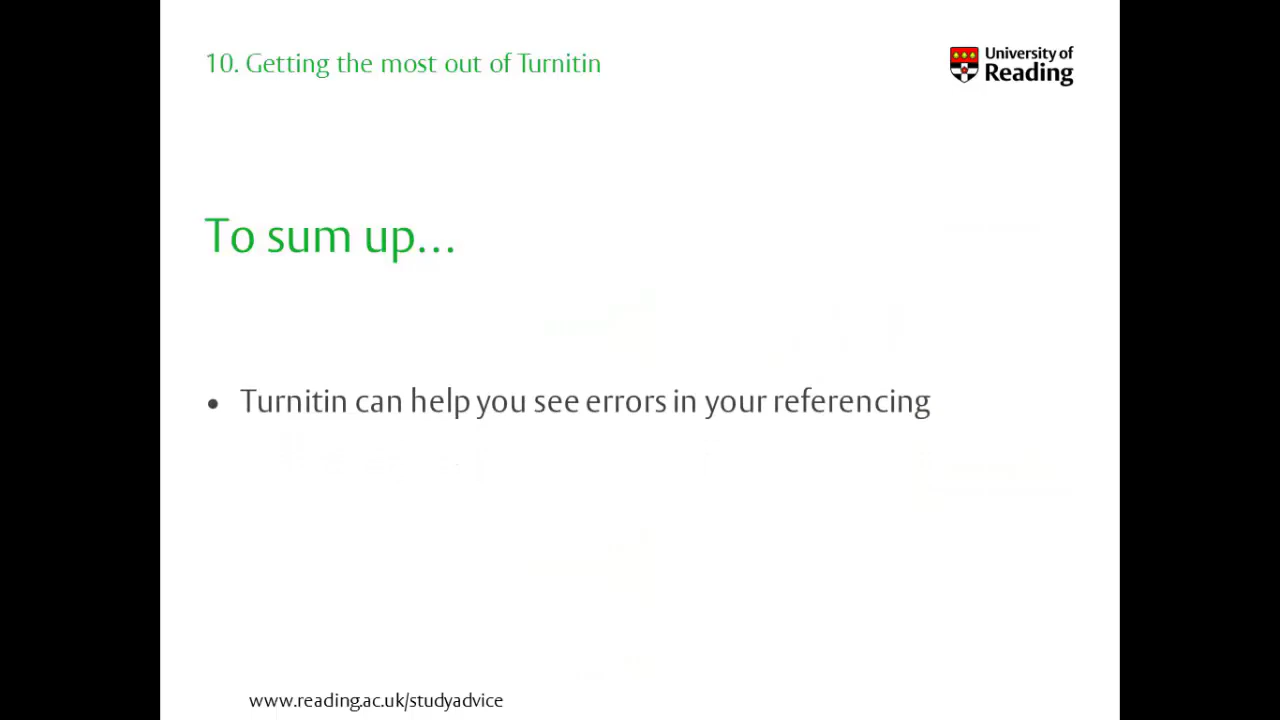 10. Getting the most out of Turnitin
University of
Reading
To sum up...
• Turnitin can help you see errors in your referencing
www.reading.ac.uk/studyadvice